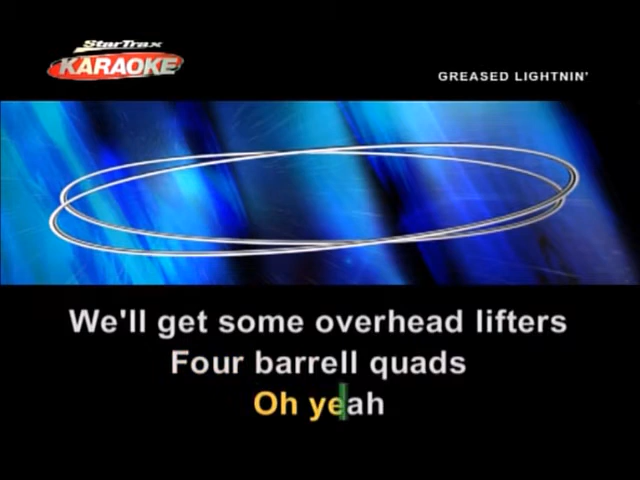 StarTrax
KARAOKE
GREASED LIGHTNIN'
We'll get some overhead lifters
Four barrell quads
Oh yeah